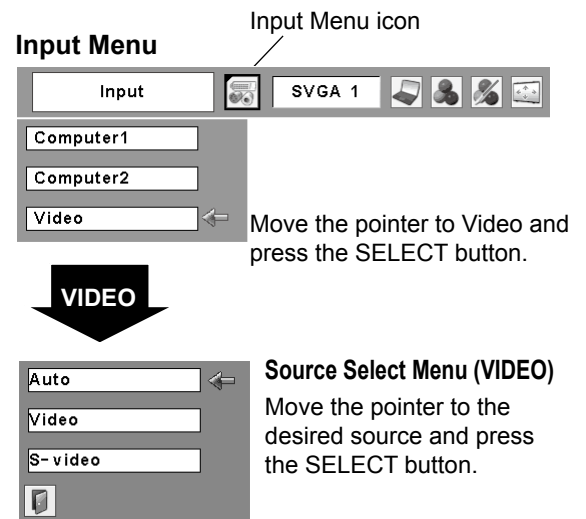 Input Menu icon
Input Menu
Input
SVGA 1
Computer1
Computer2
Video
Move the pointer to Video and
press the SELECT button.
VIDEO
Auto
Video
S-video
Source Select Menu (VIDEO)
Move the pointer to the
desired source and press
the SELECT button.